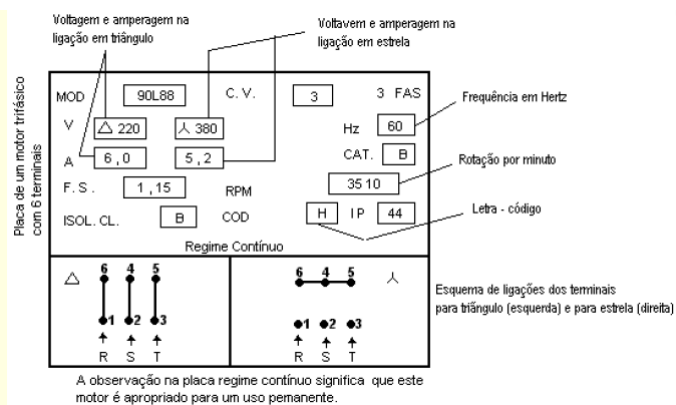 Voltagem e amperagem na
ligação em triângulo
Voltavem e amperagem na
ligação em estrela
Placa de um motor trifásico
com 6 terminais
MOD 90L88 C. V. 3 3 FAS
V △ 220 人 380 Hz 60
A 6,0 5,2 CAT. B
F. S. 1,15 RPM 3510
ISOL. CL. B COD H IP 44
Regime Contínuo
Frequência em Hertz
Rotação por minuto
Letra - código
△ 6 4 5
1 2 3
R S T
6 4 5 人
1 2 3
R S T
Esquema de ligações dos terminais
para triângulo (esquerda) e para estrela (direita)
A observação na placa regime contínuo significa que este
motor é apropriado para um uso pemanente.